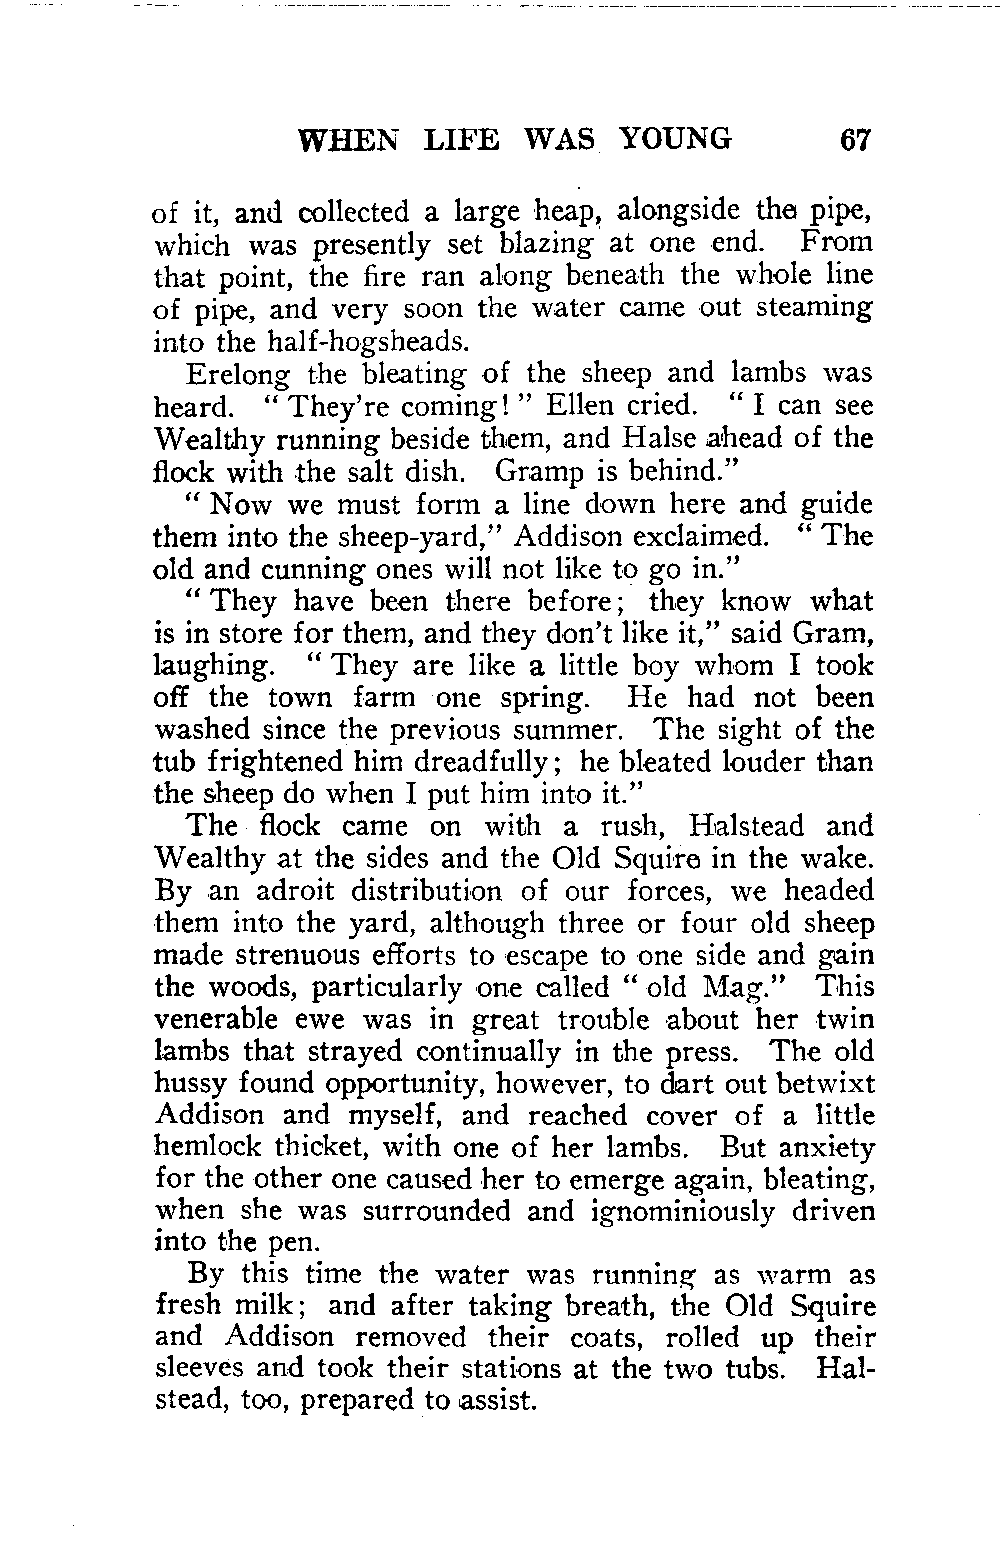 WHEN LIFE WAS YOUNG 67
of it, and collected a large heap, alongside the pipe,
which was presently set blazing at one end. From
that point, the fire ran along beneath the whole line
of pipe, and very soon the water came out steaming
into the half-hogsheads.
Erelong the bleating of the sheep and lambs was
heard. “They're coming!” Ellen cried. “I can see
Wealthy running beside them, and Halse ahead of the
flock with the salt dish. Gramp is behind.”
“Now we must form a line down here and guide
them into the sheep-yard,” Addison exclaimed. “The
old and cunning ones will not like to go in.”
“They have been there before; they know what
is in store for them, and they don't like it,” said Gram,
laughing. “They are like a little boy whom I took
off the town farm one spring. He had not been
washed since the previous summer. The sight of the
tub frightened him dreadfully; he bleated louder than
the sheep do when I put him into it.”
The flock came on with a rush, Halstead and
Wealthy at the sides and the Old Squire in the wake.
By an adroit distribution of our forces, we headed
them into the yard, although three or four old sheep
made strenuous efforts to escape to one side and gain
the woods, particularly one called “old Mag.” This
venerable ewe was in great trouble about her twin
lambs that strayed continually in the press. The old
hussy found opportunity, however, to dart out betwixt
Addison and myself, and reached cover of a little
hemlock thicket, with one of her lambs. But anxiety
for the other one caused her to emerge again, bleating,
when she was surrounded and ignominiously driven
into the pen.
By this time the water was running as warm as
fresh milk; and after taking breath, the Old Squire
and Addison removed their coats, rolled up their
sleeves and took their stations at the two tubs. Hal-
stead, too, prepared to assist.